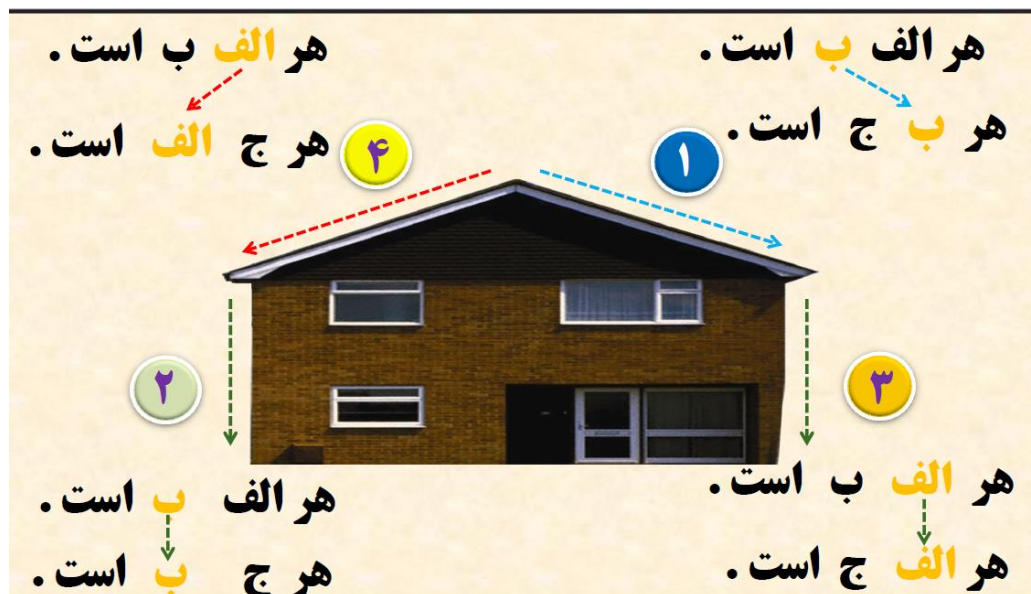 هر الف ب است .
هر ب ج است .
۱
هر الف ب است .
هر ج الف است .
۴
۳
هر الف ب است .
هر الف ج است .
۲
هر الف ب است .
هر ج ب است .